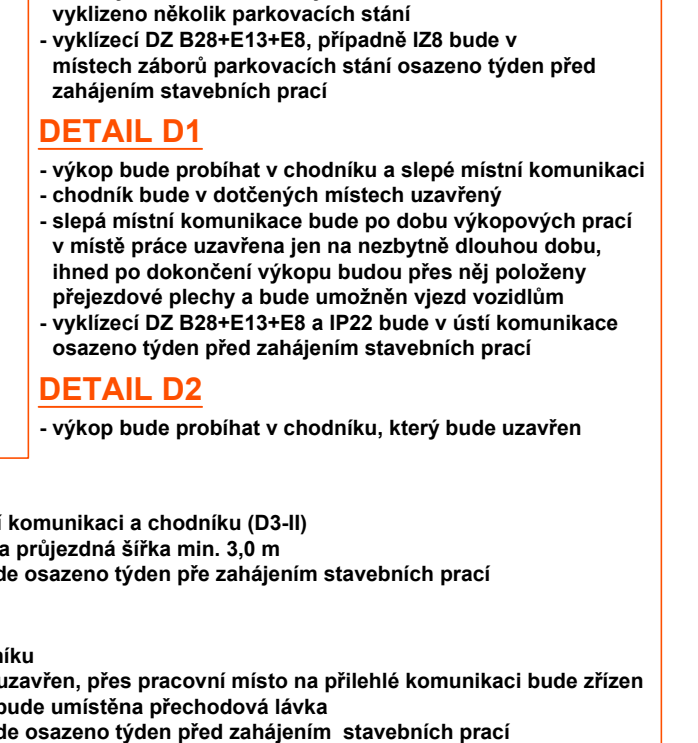 vyklizeno několik parkovacích stání
- vyklízecí DZ B28+E13+E8, případně IZ8 bude v
místech záborů parkovacích stání osazeno týden před
zahájením stavebních prací
DETAIL D1
- výkop bude probíhat v chodníku a slepé místní komunikaci
- chodník bude v dotčených místech uzavřený
- slepá místní komunikace bude po dobu výkopových prací
v místě práce uzavřena jen na nezbytně dlouhou dobu,
ihned po dokončení výkopu budou přes něj položeny
přejezdové plechy a bude umožněn vjezd vozidlům
- vyklízecí DZ B28+E13+E8 a IP22 bude v ústí komunikace
osazeno týden před zahájením stavebních prací
DETAIL D2
- výkop bude probíhat v chodníku, který bude uzavřen
í komunikaci a chodníku (D3-II)
a průjezdná šířka min. 3,0 m
de osazeno týden pře zahájením stavebních prací
níku
uzavřen, přes pracovní místo na přilehlé komunikaci bude zřízen
bude umístěna přechodová lávka
de osazeno týden před zahájením stavebních prací